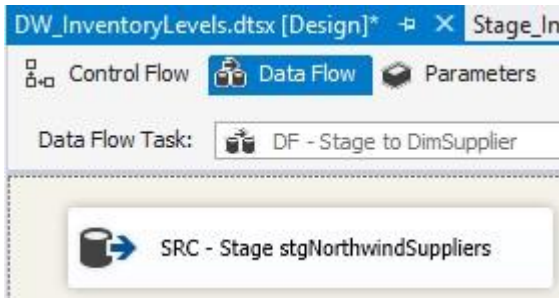 DW_InventoryLevels.dtsx [Design]* Stage_In
Control Flow Data Flow Parameters
Data Flow Task: DF - Stage to DimSupplier
SRC - Stage stgNorthwindSuppliers